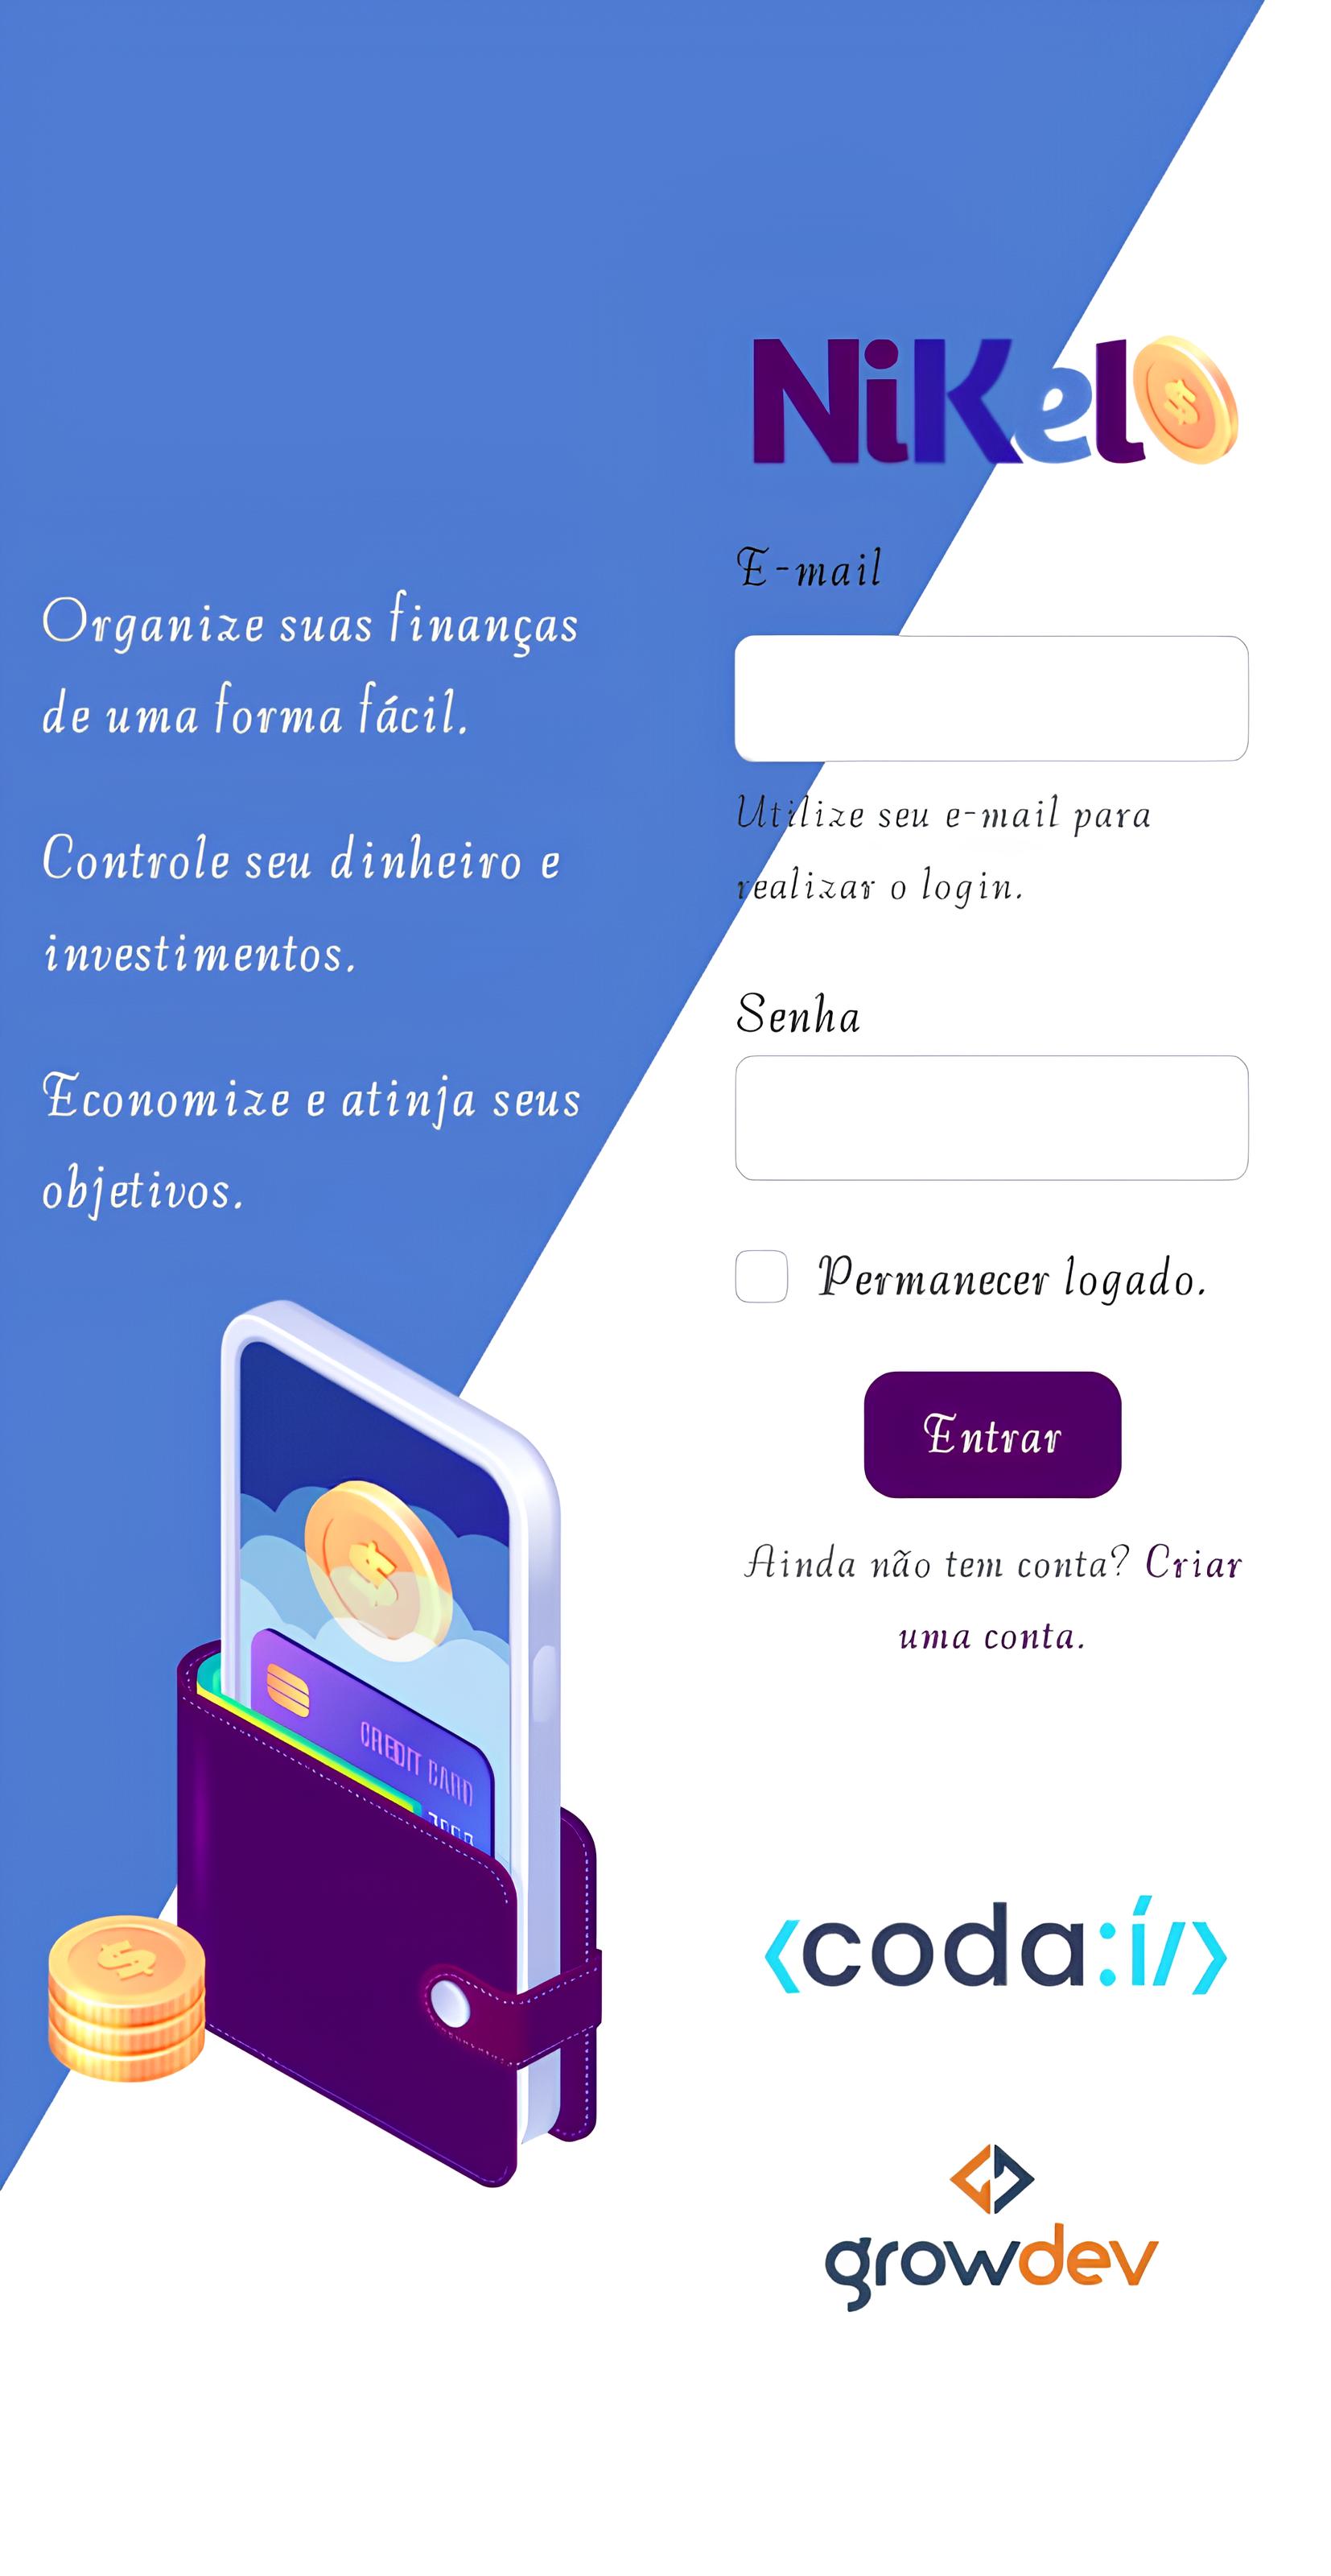 NiKelo
Organize suas finanças
de uma forma fácil.
Controle seu dinheiro e
investimentos.
Economize e atinja seus
objetivos.
CREDIT CARD
E-mail
Utilize seu e-mail para
realizar o login.
Senha
Permanecer logado.
Entrar
Ainda não tem conta? Criar
uma conta.
<coda:í/>
growdev